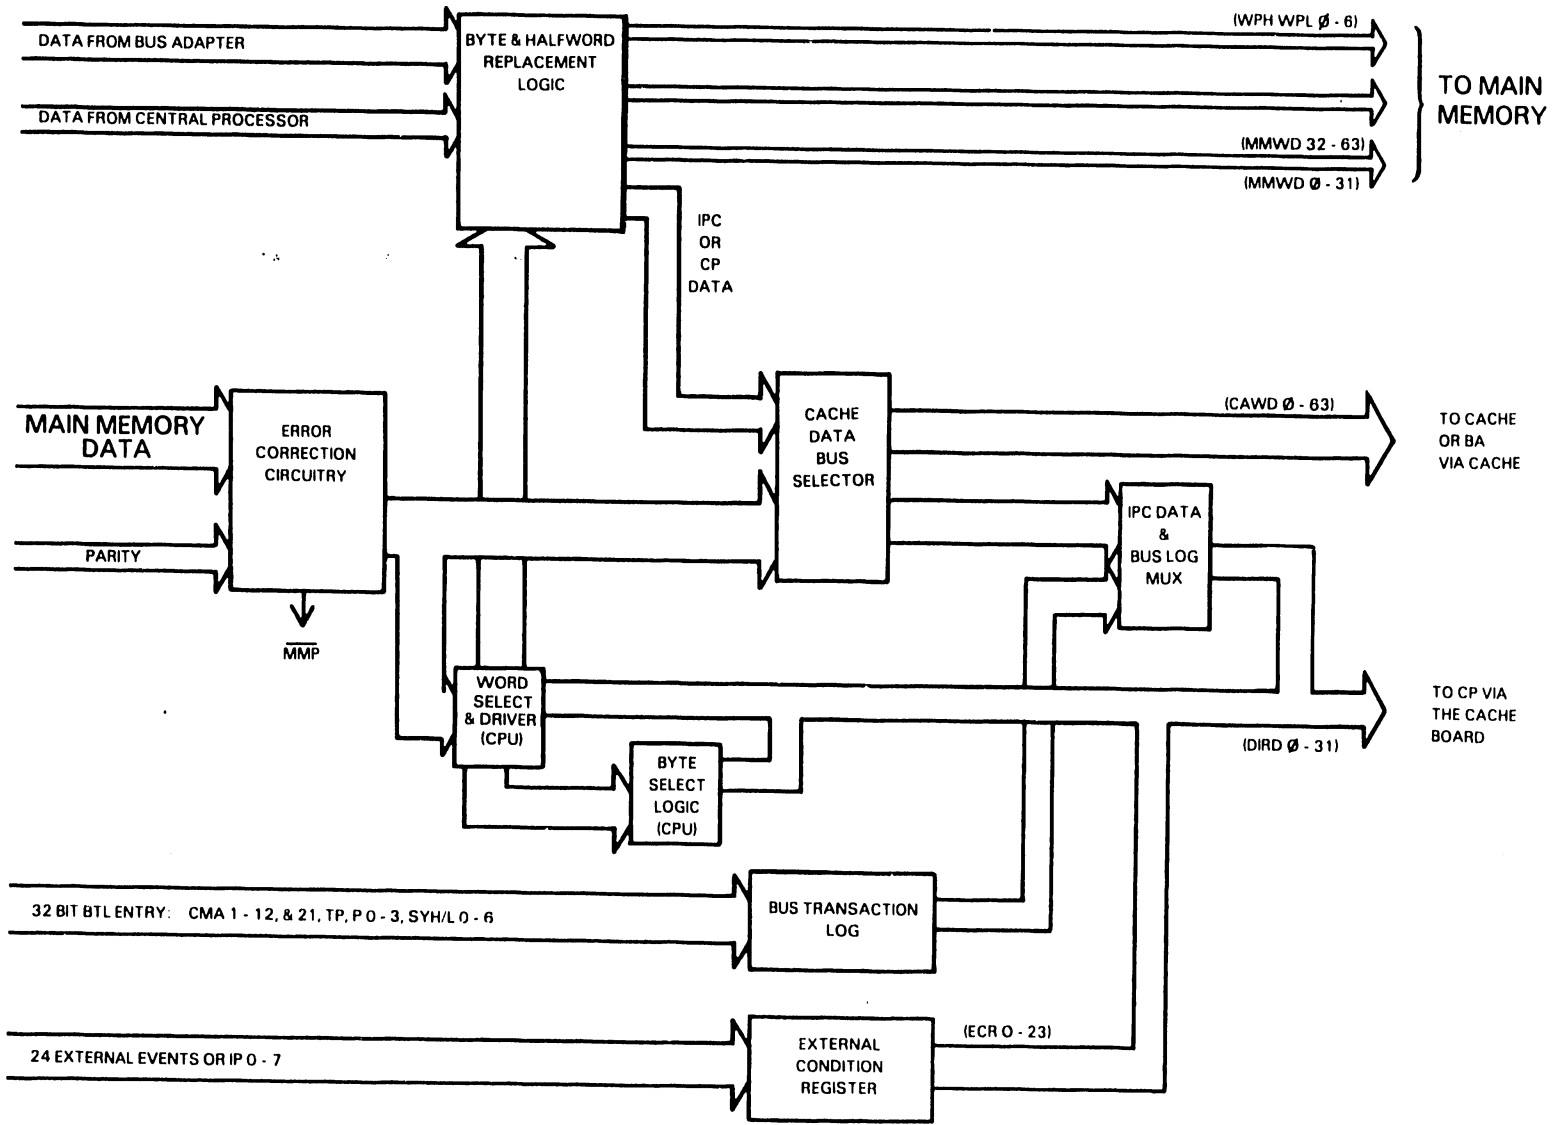 DATA FROM BUS ADAPTER
DATA FROM CENTRAL PROCESSOR
BYTE & HALFWORD
REPLACEMENT
LOGIC
(WPH WPL Ø - 6)
(MMWD 32 - 63)
(MMWD Ø - 31)
TO MAIN
MEMORY
IPC
OR
CP
DATA
MAIN MEMORY
DATA
PARITY
ERROR
CORRECTION
CIRCUITRY
MMP
CACHE
DATA
BUS
SELECTOR
(CAWD Ø - 63)
TO CACHE
OR BA
VIA CACHE
IPC DATA
&
BUS LOG
MUX
WORD
SELECT
& DRIVER
(CPU)
BYTE
SELECT
LOGIC
(CPU)
(DIRD Ø - 31)
TO CP VIA
THE CACHE
BOARD
32 BIT BTL ENTRY: CMA 1 - 12, & 21, TP, P 0 - 3, SYH/L 0 - 6
BUS TRANSACTION
LOG
24 EXTERNAL EVENTS OR IP 0 - 7
EXTERNAL
CONDITION
REGISTER
(ECR O - 23)